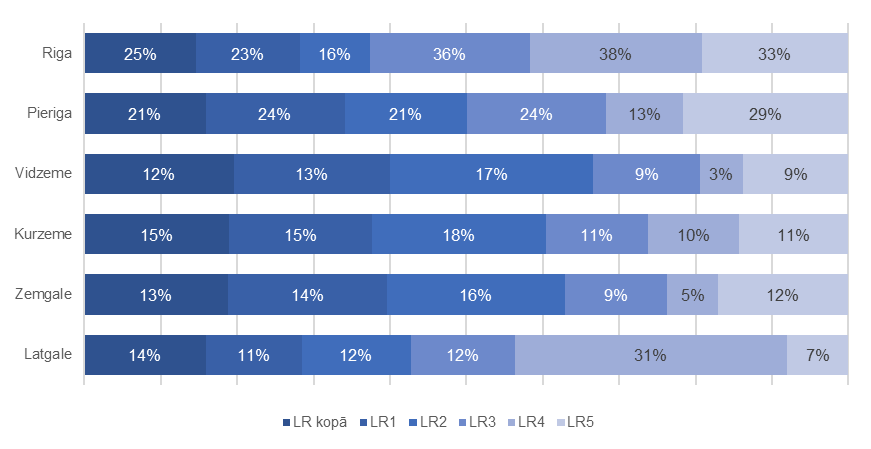 Riga 25% 23% 16% 36% 38% 33%
Pieriga 21% 24% 21% 24% 13% 29%
Vidzeme 12% 13% 17% 9% 3% 9%
Kurzeme 15% 15% 18% 11% 10% 11%
Zemgale 13% 14% 16% 9% 5% 12%
Latgale 14% 11% 12% 12% 31% 7%
LR kopā LR1 LR2 LR3 LR4 LR5